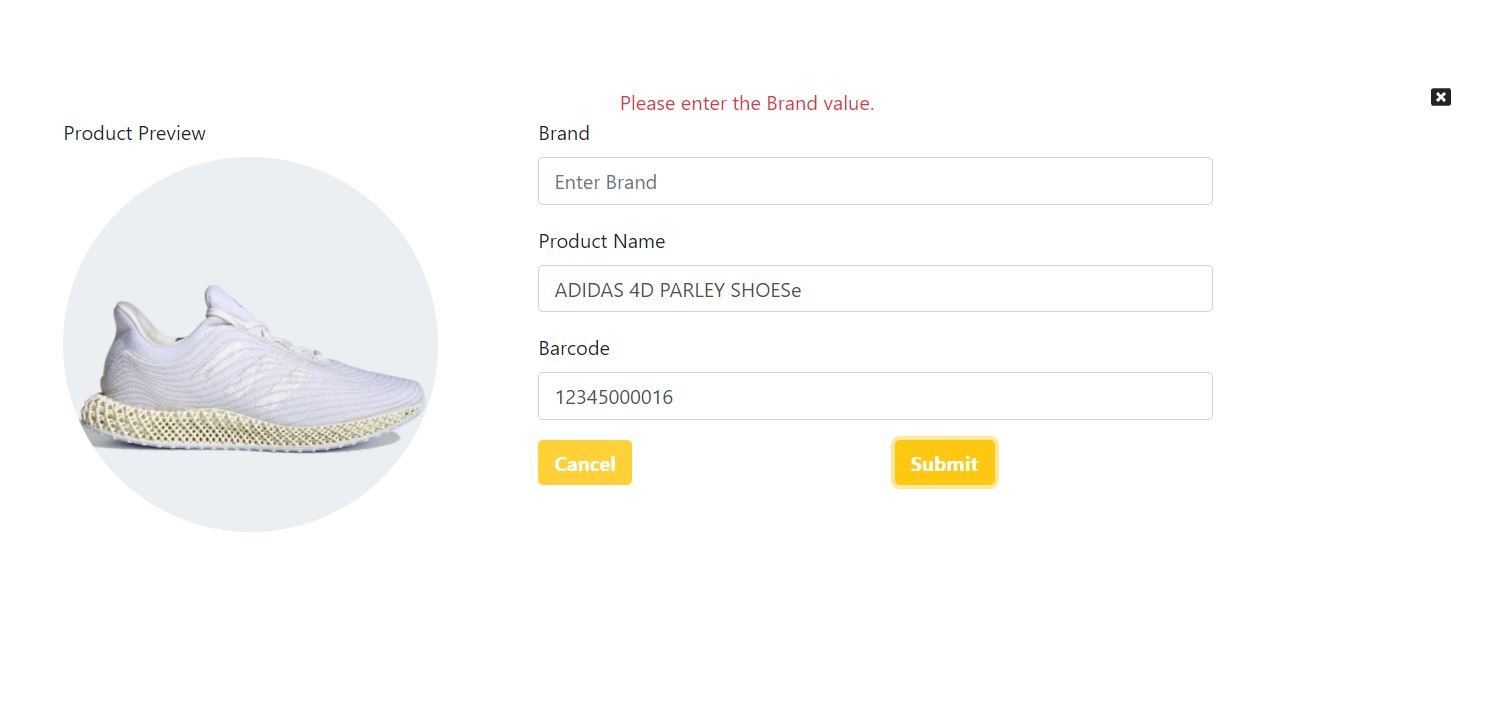 Please enter the Brand value.
Product Preview
Brand
Enter Brand
Product Name
ADIDAS 4D PARLEY SHOESe
Barcode
12345000016
Cancel
Submit